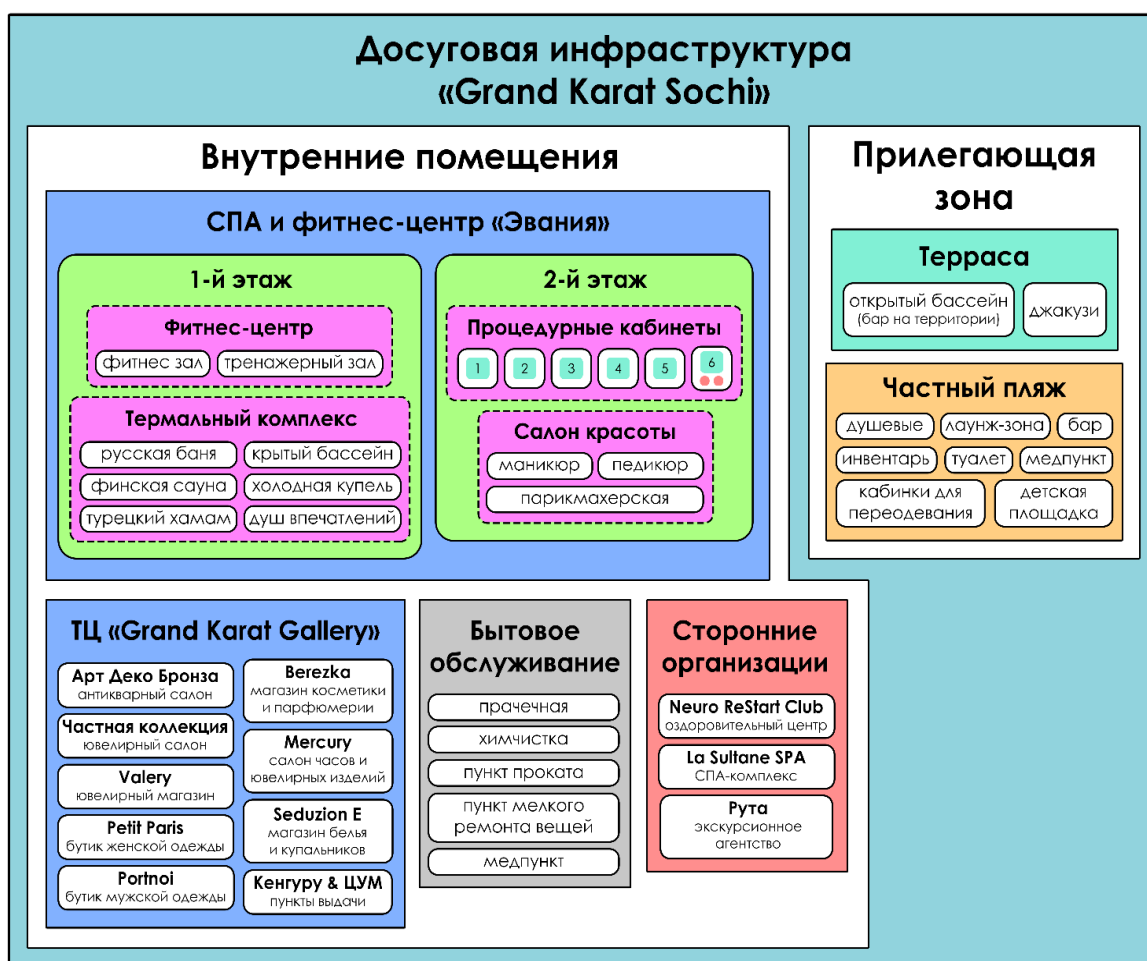 Досуговая инфраструктура
«Grand Karat Sochi»
Внутренние помещения
СПА и фитнес-центр «Эвания»
1-й этаж
Фитнес-центр
фитнес зал
тренажерный зал
Термальный комплекс
русская баня
крытый бассейн
финская сауна
холодная купель
турецкий хамам
душ впечатлений
2-й этаж
Процедурные кабинеты
1
2
3
4
5
6
Салон красоты
маникюр
педикюр
парикмахерская
ТЦ «Grand Karat Gallery»
Арт Деко Бронза
антикварный салон
Частная коллекция
ювелирный салон
Valery
ювелирный магазин
Petit Paris
бутик женской одежды
Portnoi
бутик мужской одежды
Berezka
магазин косметики
и парфюмерии
Mercury
салон часов и
ювелирных изделий
Seduzion E
магазин белья
и купальников
Кенгуру & ЦУМ
пункты выдачи
Бытовое
обслуживание
прачечная
химчистка
пункт проката
пункт мелкого
ремонта вещей
медпункт
Сторонние
организации
Neuro ReStart Club
оздоровительный центр
La Sultane SPA
СПА-комплекс
Рута
экскурсионное
агентство
Прилегающая
зона
Терраса
открытый бассейн
(бар на территории)
джакузи
Частный пляж
душевые
лаунж-зона
бар
инвентарь
туалет
медпункт
кабинки для
переодевания
детская
площадка